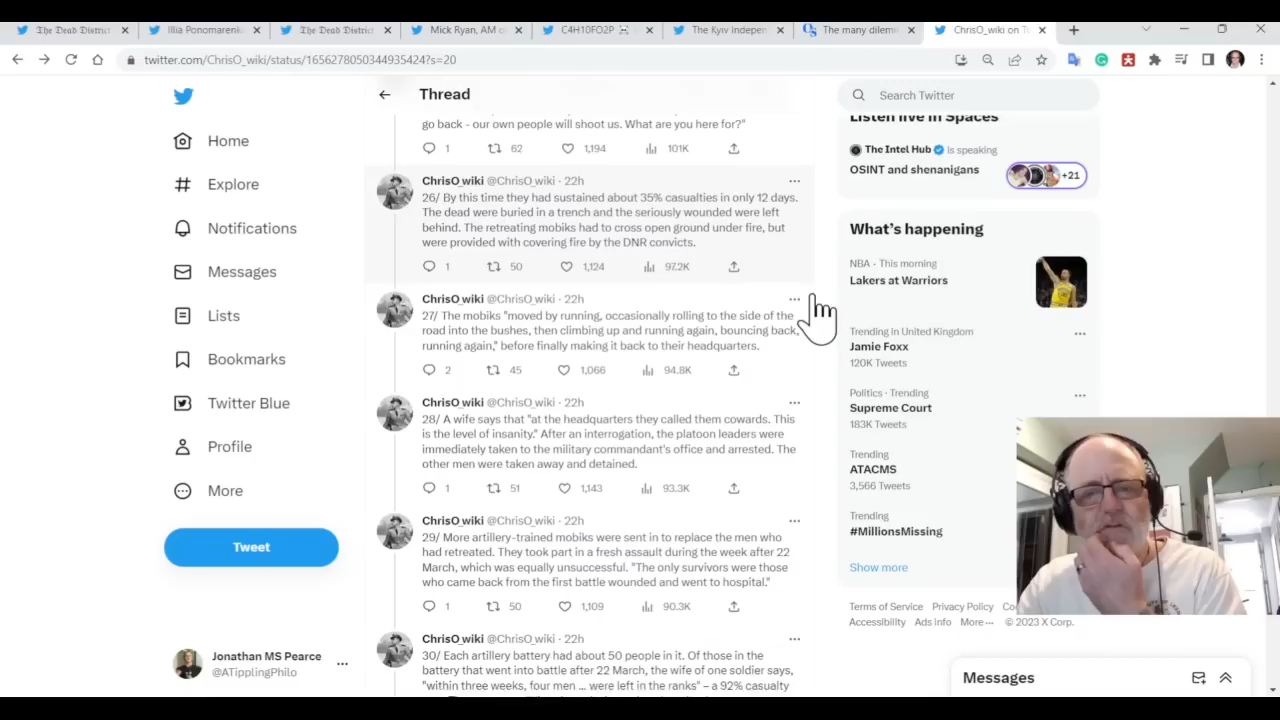 The Dead District
Illia Ponomarenk
The Dead District
Mick Ryan, AM
C4H10FO2P
The Kyiv Indepen
The many dilem
ChrisO_wiki on T
twitter.com/ChrisO_wiki/status/1656278050344935424?s=20
Home
Explore
Notifications
Messages
Lists
Bookmarks
Twitter Blue
Profile
More
Tweet
Jonathan MS Pearce
@ATipplingPhilo
Thread
go back - our own people will shoot us. What are you here for?"
1 62 1,194 101K
ChrisO_wiki @ChrisO_wiki · 22h
26/ By this time they had sustained about 35% casualties in only 12 days.
The dead were buried in a trench and the seriously wounded were left
behind. The retreating mobiks had to cross open ground under fire, but
were provided with covering fire by the DNR convicts.
1 50 1,124 97.2K
ChrisO_wiki @ChrisO_wiki · 22h
27/ The mobiks "moved by running, occasionally rolling to the side of the
road into the bushes, then climbing up and running again, bouncing back,
running again," before finally making it back to their headquarters.
2 45 1,066 94.8K
ChrisO_wiki @ChrisO_wiki · 22h
28/ A wife says that "at the headquarters they called them cowards. This
is the level of insanity." After an interrogation, the platoon leaders were
immediately taken to the military commandant's office and arrested. The
other men were taken away and detained.
1 51 1,143 93.3K
ChrisO_wiki @ChrisO_wiki · 22h
29/ More artillery-trained mobiks were sent in to replace the men who
had retreated. They took part in a fresh assault during the week after 22
March, which was equally unsuccessful. "The only survivors were those
who came back from the first battle wounded and went to hospital."
1 50 1,109 90.3K
ChrisO_wiki @ChrisO_wiki · 22h
30/ Each artillery battery had about 50 people in it. Of those in the
battery that went into battle after 22 March, the wife of one soldier says,
"within three weeks, four men ... were left in the ranks" – a 92% casualty
Search Twitter
Listen live in Spaces
The Intel Hub is speaking
OSINT and shenanigans
+21
What's happening
NBA · This morning
Lakers at Warriors
Trending in United Kingdom
Jamie Foxx
120K Tweets
Politics · Trending
Supreme Court
183K Tweets
Trending
ATACMS
3,566 Tweets
Trending
#MillionsMissing
Show more
Terms of Service Privacy Policy Co
Accessibility Ads info More ··· © 2023 X Corp.
Messages